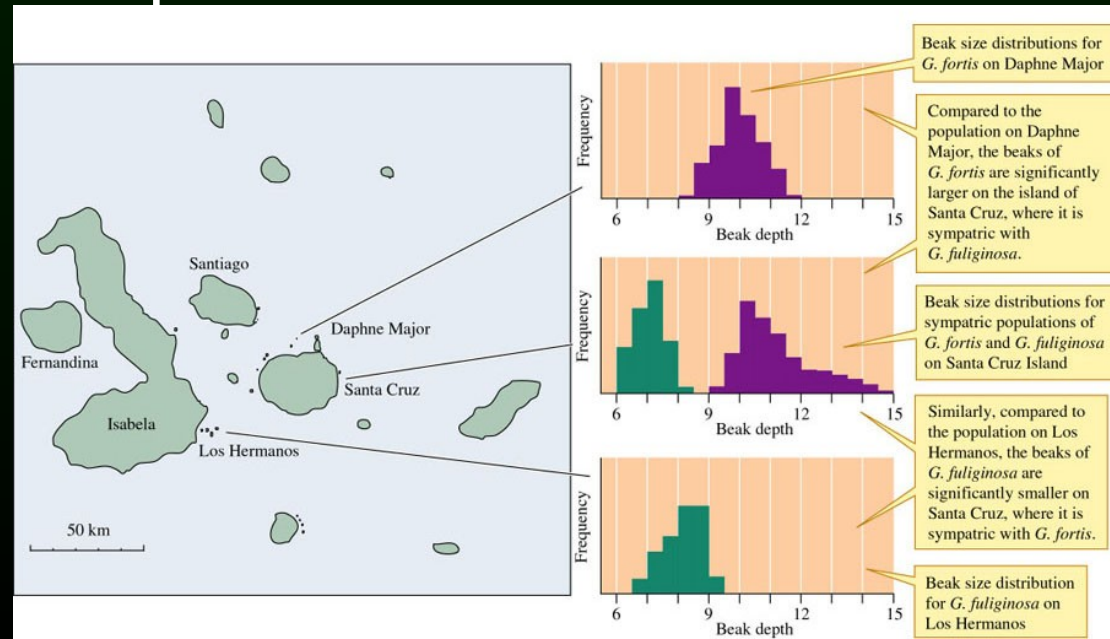 Santiago
Daphne Major
Fernandina
Santa Cruz
Isabela
Los Hermanos
50 km
Frequency
6 9 12 15
Beak depth
Frequency
6 9 12 15
Beak depth
Frequency
6 9 12 15
Beak depth
Beak size distributions for
G. fortis on Daphne Major
Compared to the
population on Daphne
Major, the beaks of
G. fortis are significantly
larger on the island of
Santa Cruz, where it is
sympatric with
G. fuliginosa.
Beak size distributions for
sympatric populations of
G. fortis and G. fuliginosa
on Santa Cruz Island
Similarly, compared to
the population on Los
Hermanos, the beaks of
G. fuliginosa are
significantly smaller on
Santa Cruz, where it is
sympatric with G. fortis.
Beak size distribution
for G. fuliginosa on
Los Hermanos